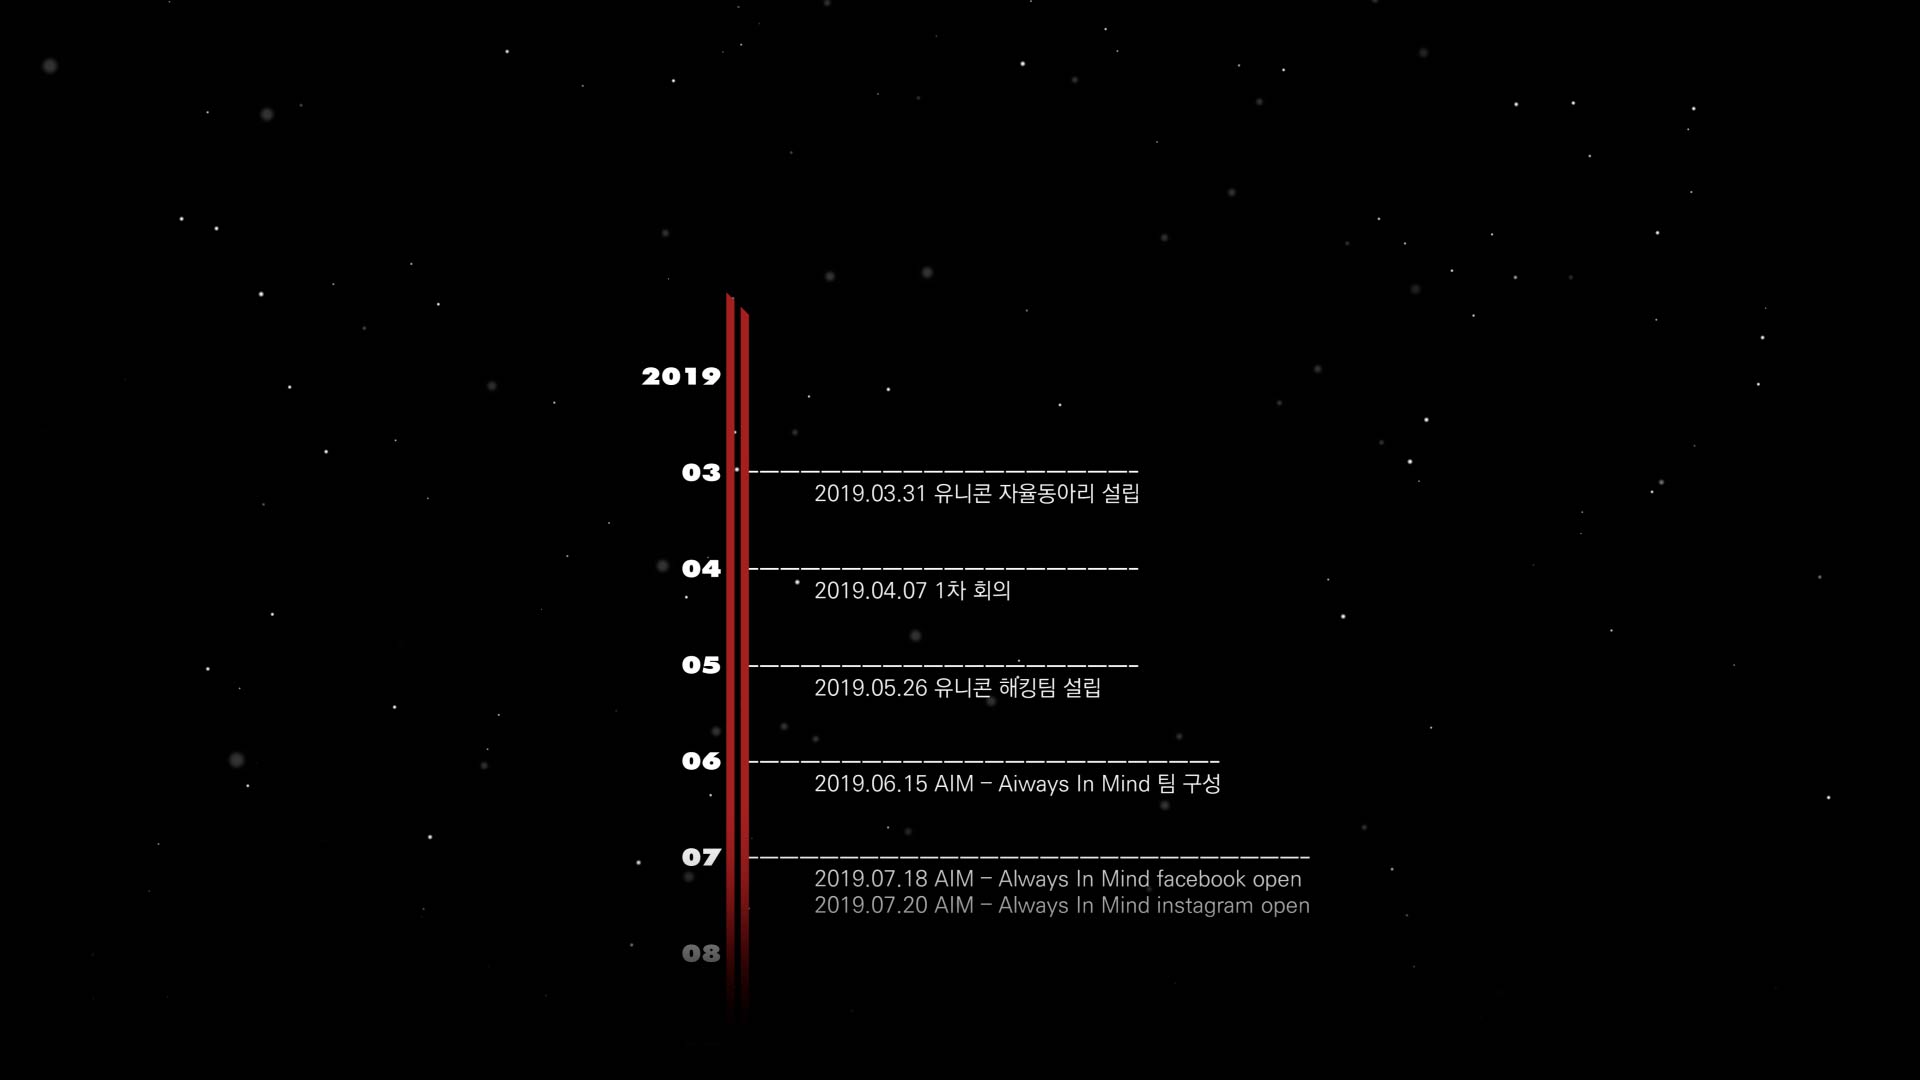 2019
03
2019.03.31 유니콘 자율동아리 설립
04
2019.04.07 1차 회의
05
2019.05.26 유니콘 해킹팀 설립
06
2019.06.15 AIM – Aiways In Mind 팀 구성
07
2019.07.18 AIM – Always In Mind facebook open
2019.07.20 AIM – Always In Mind instagram open
08